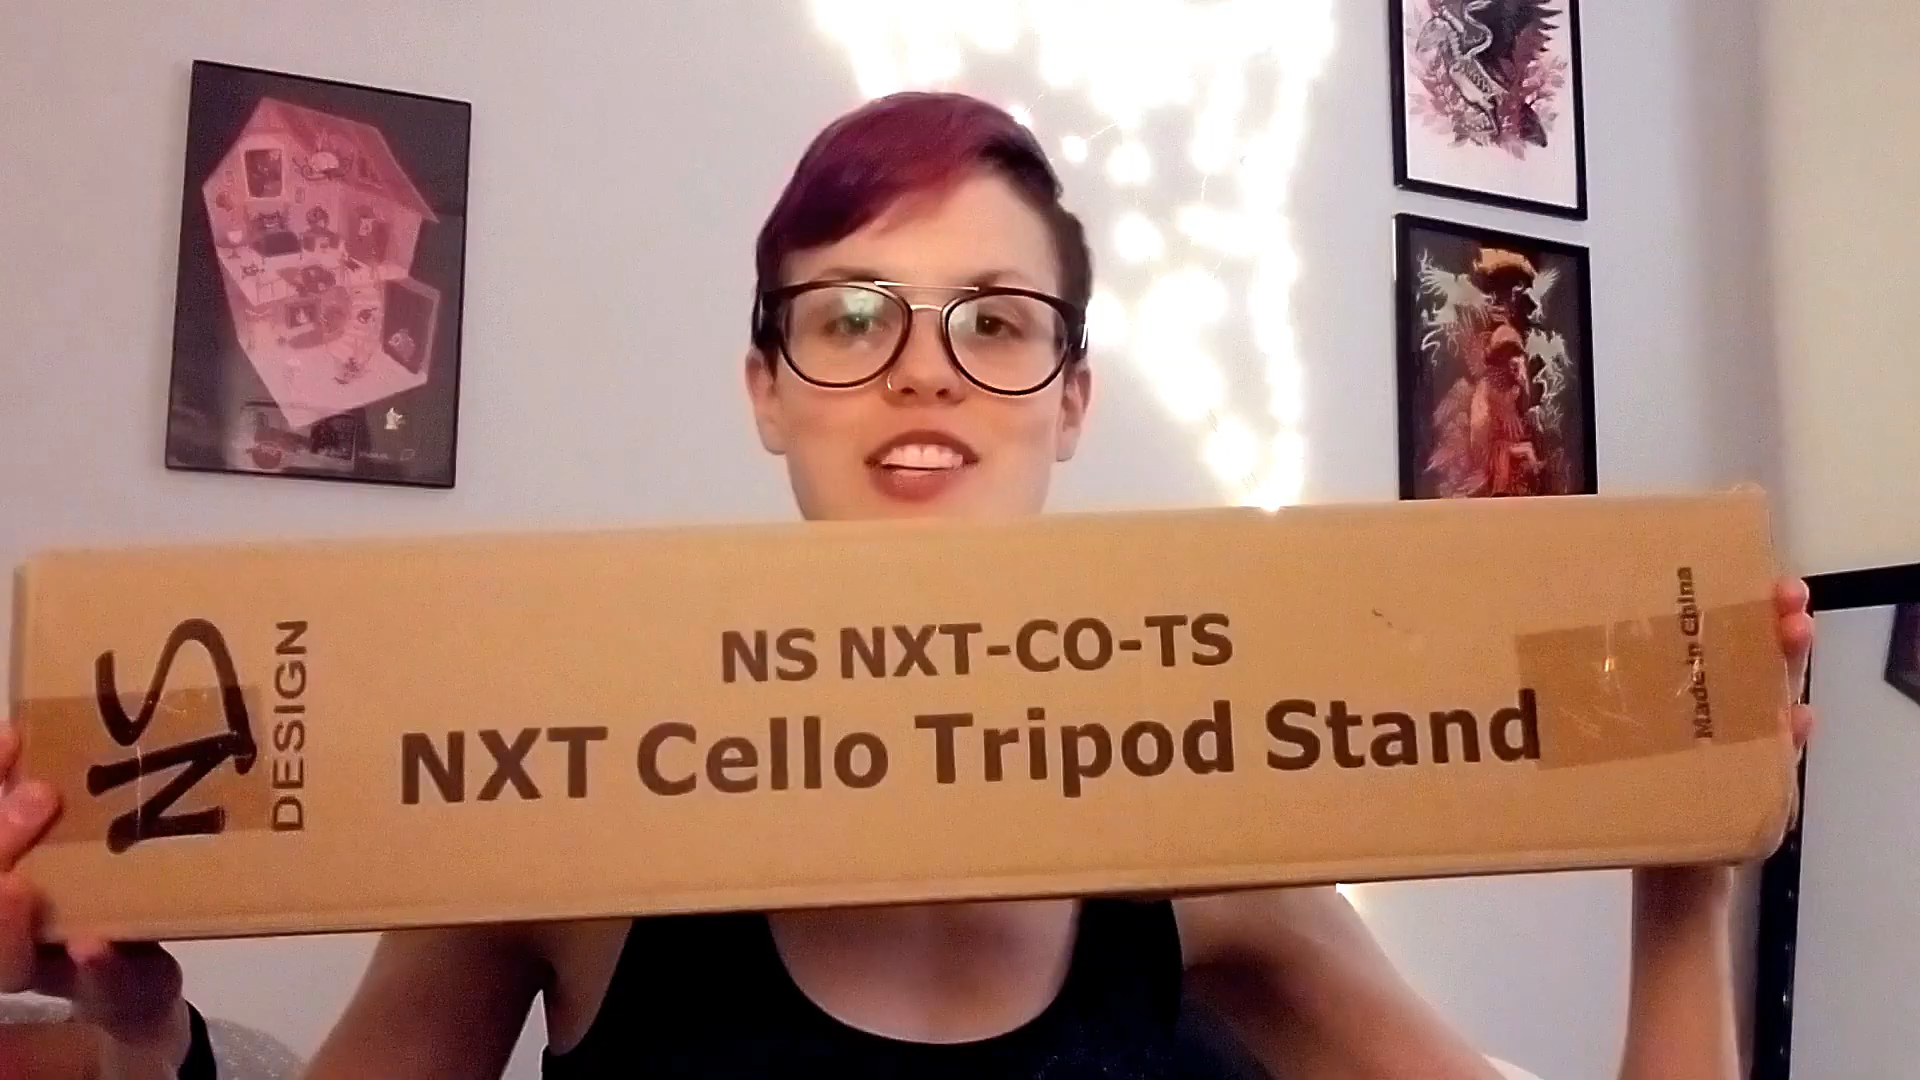 NS
DESIGN
NS NXT-CO-TS
NXT Cello Tripod Stand
Made in China